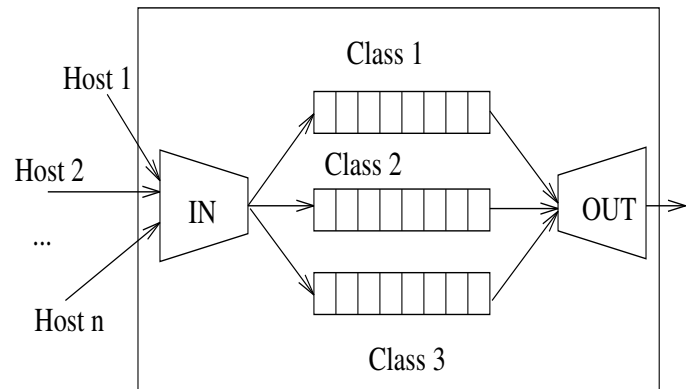 Class 1
Host 1
Class 2
Host 2
IN
OUT
...
Host n
Class 3